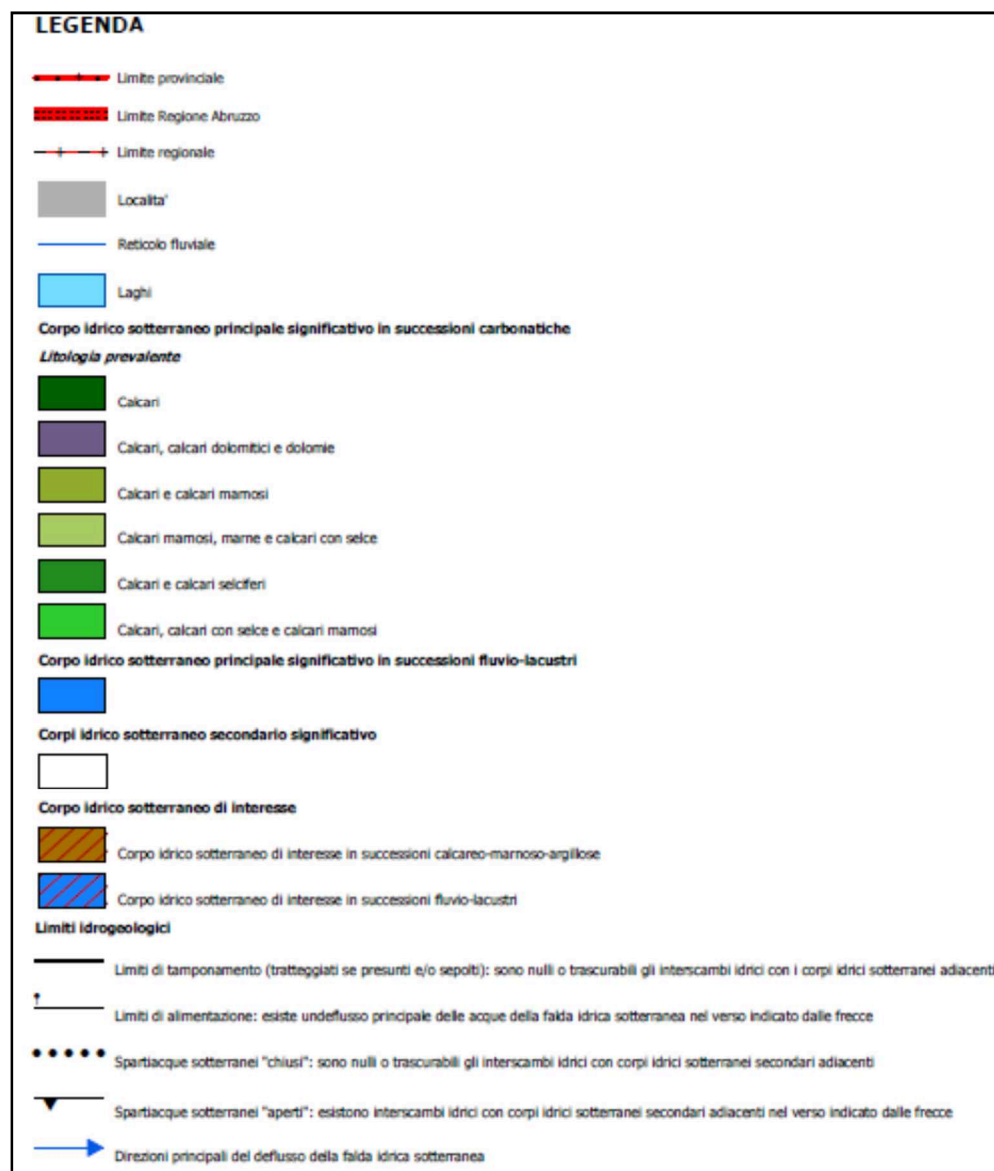 LEGENDA
Limite provinciale
Limite Regione Abruzzo
Limite regionale
Localita'
Reticolo fluviale
Laghi
Corpo idrico sotterraneo principale significativo in successioni carbonatiche
Litologia prevalente
Calcari
Calcari, calcari dolomitici e dolomie
Calcari e calcari marnosi
Calcari marnosi, marne e calcari con selce
Calcari e calcari selciferi
Calcari, calcari con selce e calcari marnosi
Corpo idrico sotterraneo principale significativo in successioni fluvio-lacustri
Corpi idrico sotterraneo secondario significativo
Corpo idrico sotterraneo di interesse
Corpo idrico sotterraneo di interesse in successioni calcareo-marnoso-argillose
Corpo idrico sotterraneo di interesse in successioni fluvio-lacustri
Limiti idrogeologici
Limiti di tamponamento (tratteggiati se presunti e/o sepolti): sono nulli o trascurabili gli interscambi idrici con i corpi idrici sotterranei adiacenti
Limiti di alimentazione: esiste undeflusso principale delle acque della falda idrica sotterranea nel verso indicato dalle frecce
Spartiacque sotterranei "chiusi": sono nulli o trascurabili gli interscambi idrici con corpi idrici sotterranei secondari adiacenti
Spartiacque sotterranei "aperti": esistono interscambi idrici con corpi idrici sotterranei secondari adiacenti nel verso indicato dalle frecce
Direzioni principali del deflusso della falda idrica sotterranea